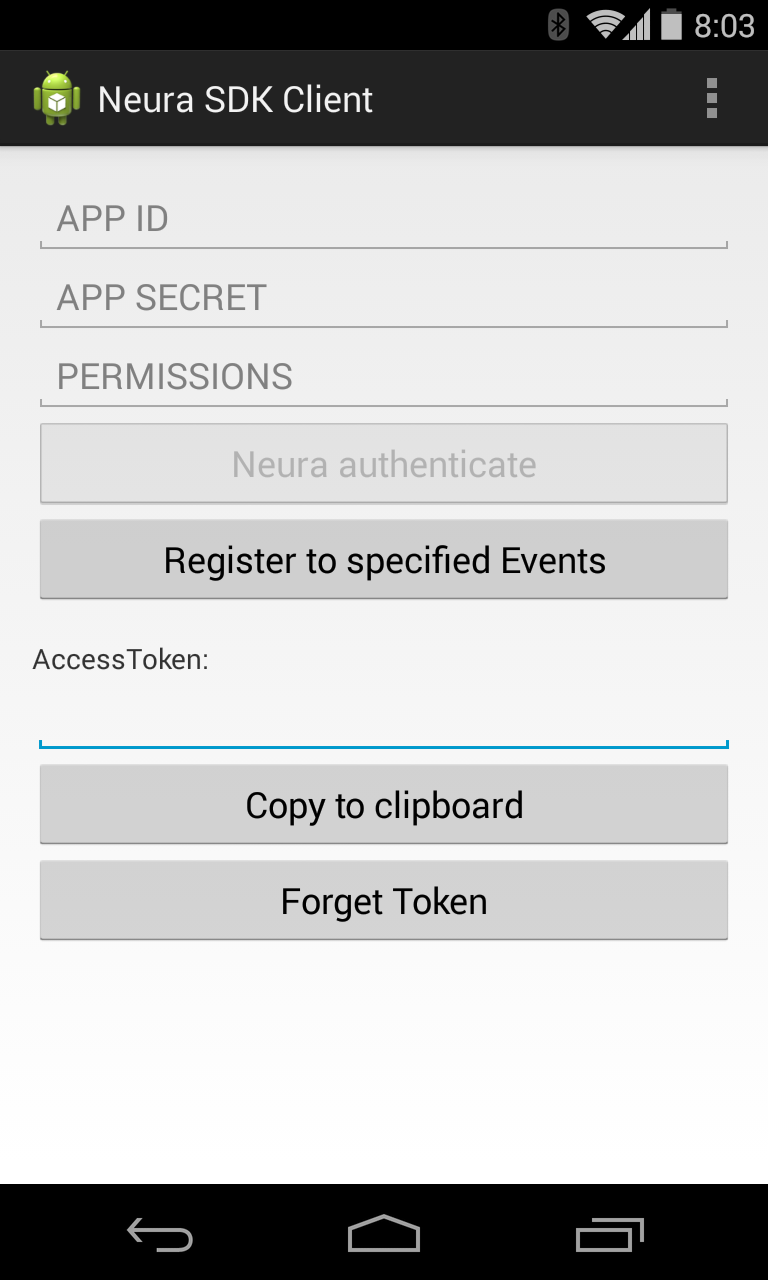 8:03
Neura SDK Client
APP ID
APP SECRET
PERMISSIONS
Neura authenticate
Register to specified Events
AccessToken:
Copy to clipboard
Forget Token